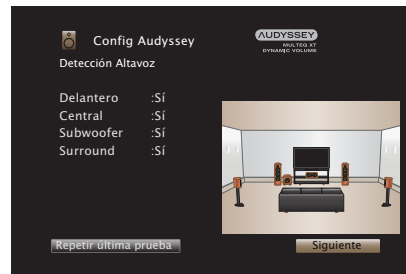 Config Audyssey
AUDYSSEY
MULTEQ XT
DYNAMIC VOLUME
Detección Altavoz
Delantero :Sí
Central :Sí
Subwoofer :Sí
Surround :Sí
Repetir última prueba
Siguiente